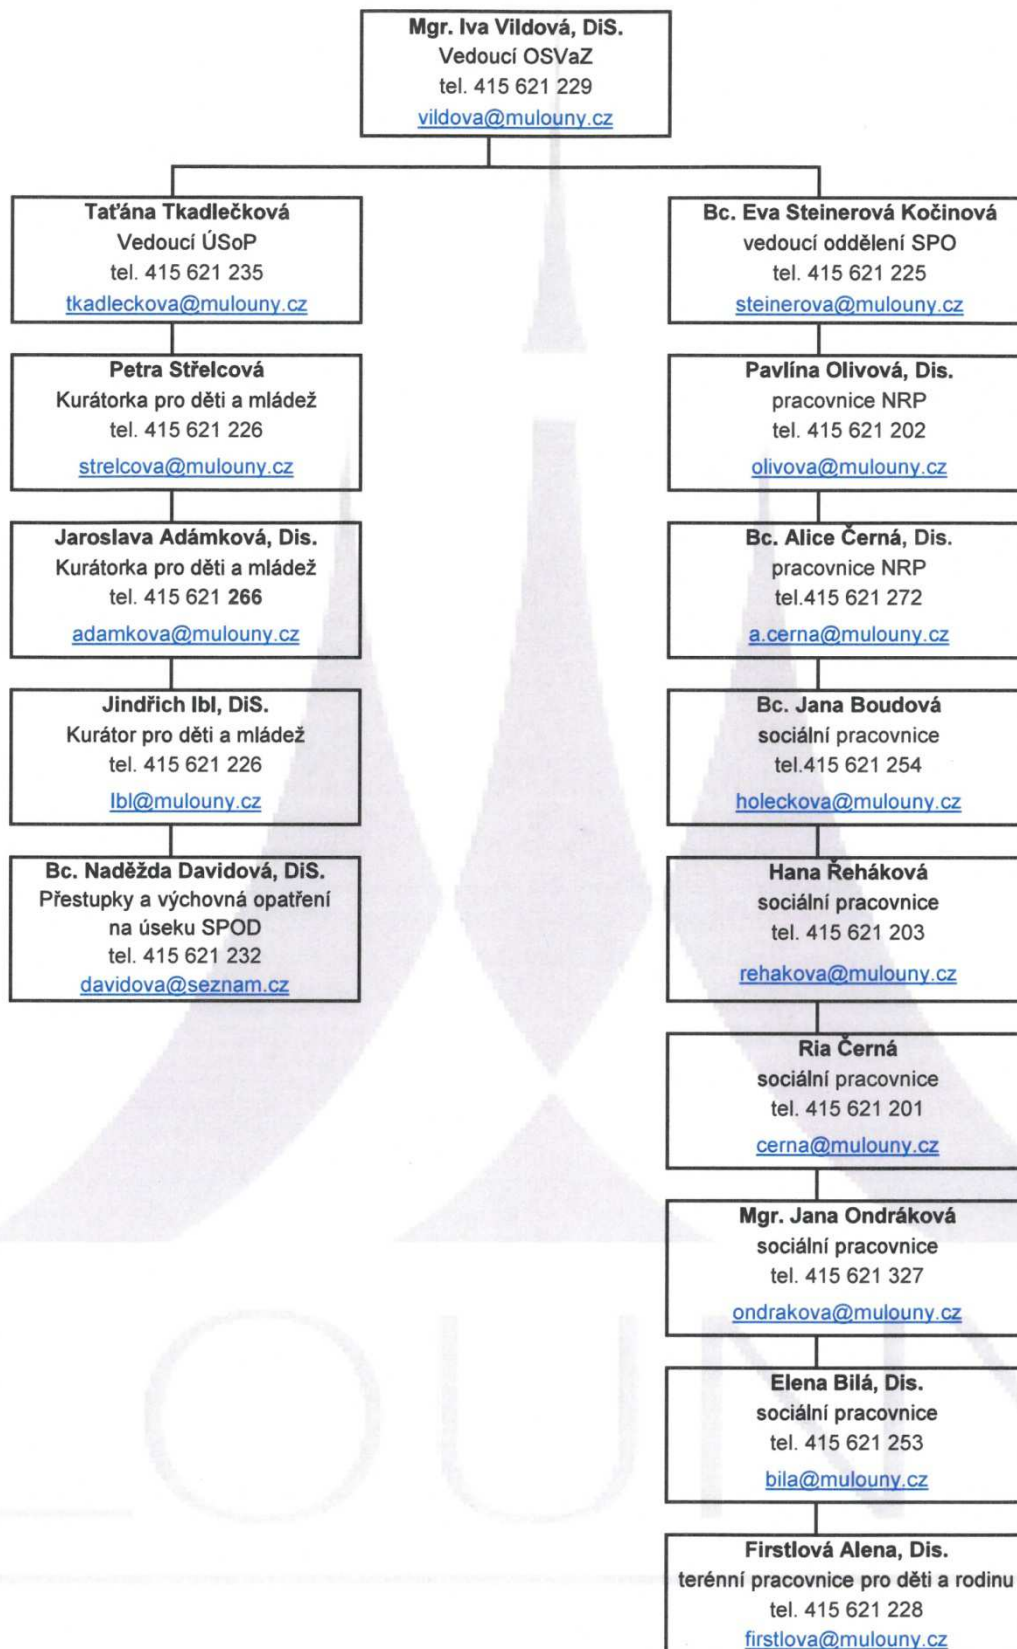 Mgr. Iva Vildová, DiS.
Vedoucí OSVaZ
tel. 415 621 229
vildova@mulouny.cz
Taťána Tkadlečková
Vedoucí ÚSoP
tel. 415 621 235
tkadleckova@mulouny.cz
Petra Střelcová
Kurátorka pro děti a mládež
tel. 415 621 226
strelcova@mulouny.cz
Jaroslava Adámková, Dis.
Kurátorka pro děti a mládež
tel. 415 621 266
adamkova@mulouny.cz
Jindřich Ibl, DiS.
Kurátor pro děti a mládež
tel. 415 621 226
Ibl@mulouny.cz
Bc. Naděžda Davidová, DiS.
Přestupky a výchovná opatření
na úseku SPOD
tel. 415 621 232
davidova@seznam.cz
Bc. Eva Steinerová Kočinová
vedoucí oddělení SPO
tel. 415 621 225
steinerova@mulouny.cz
Pavlína Olivová, Dis.
pracovnice NRP
tel. 415 621 202
olivova@mulouny.cz
Bc. Alice Černá, Dis.
pracovnice NRP
tel.415 621 272
a.cerna@mulouny.cz
Bc. Jana Boudová
sociální pracovnice
tel.415 621 254
holeckova@mulouny.cz
Hana Řeháková
sociální pracovnice
tel. 415 621 203
rehakova@mulouny.cz
Ria Černá
sociální pracovnice
tel. 415 621 201
cerna@mulouny.cz
Mgr. Jana Ondráková
sociální pracovnice
tel. 415 621 327
ondrakova@mulouny.cz
Elena Bilá, Dis.
sociální pracovnice
tel. 415 621 253
bila@mulouny.cz
Firstlová Alena, Dis.
terénní pracovnice pro děti a rodinu
tel. 415 621 228
firstlova@mulouny.cz